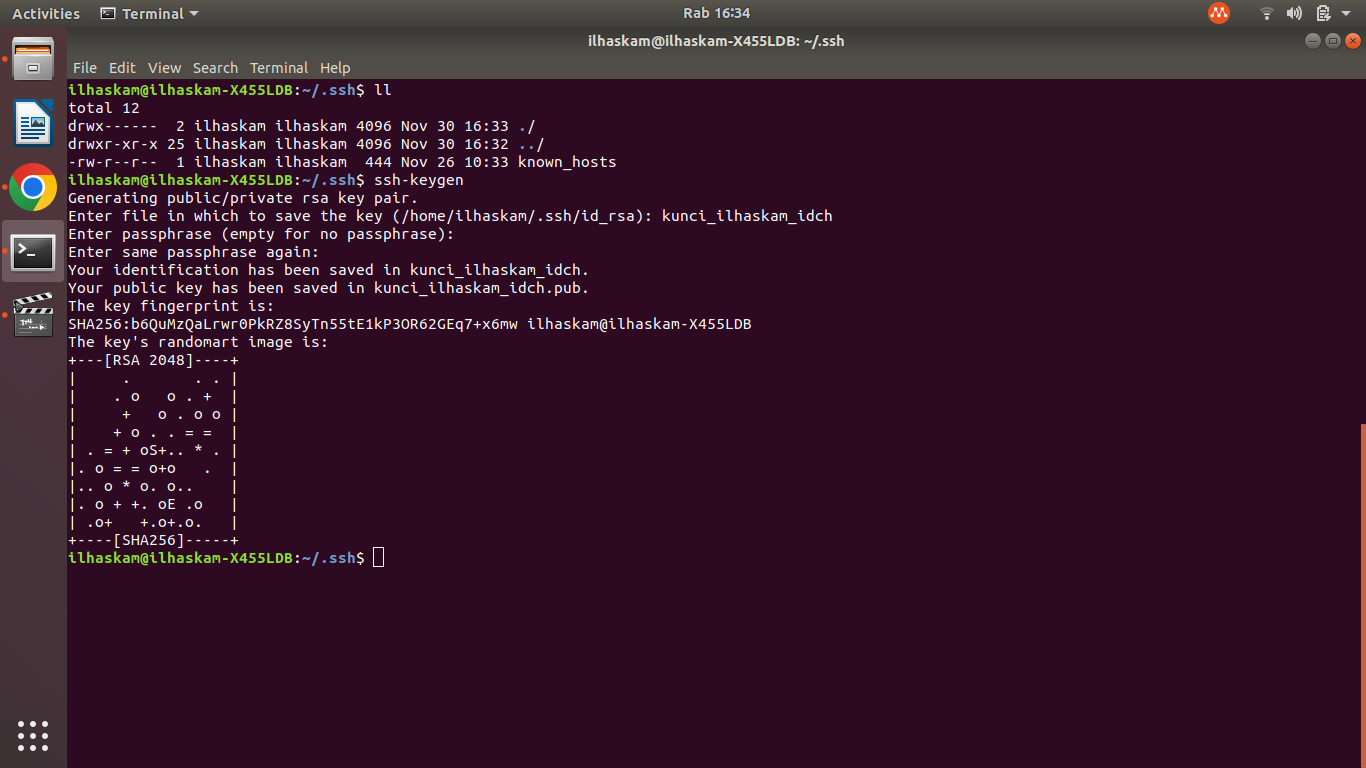 Activities Terminal Rab 16:34
ilhaskam@ilhaskam-X455LDB: ~/.ssh
File Edit View Search Terminal Help
ilhaskam@ilhaskam-X455LDB:~/.ssh$ ll
total 12
drwx------  2 ilhaskam ilhaskam 4096 Nov 30 16:33 ./
drwxr-xr-x 25 ilhaskam ilhaskam 4096 Nov 30 16:32 ../
-rw-r--r--  1 ilhaskam ilhaskam  444 Nov 26 10:33 known_hosts
ilhaskam@ilhaskam-X455LDB:~/.ssh$ ssh-keygen
Generating public/private rsa key pair.
Enter file in which to save the key (/home/ilhaskam/.ssh/id_rsa): kunci_ilhaskam_idch
Enter passphrase (empty for no passphrase):
Enter same passphrase again:
Your identification has been saved in kunci_ilhaskam_idch.
Your public key has been saved in kunci_ilhaskam_idch.pub.
The key fingerprint is:
SHA256:b6QuMzQaLrwr0PkRZ8SyTn55tE1kP3OR62GEq7+x6mw ilhaskam@ilhaskam-X455LDB
The key's randomart image is:
+---[RSA 2048]----+
|     .       . . |
|    . o   o . +  |
|     +   o . o o |
|    + o . . = =  |
| . = + oS+.. * . |
|. o = = o+o   .  |
|.. o * o. o..    |
|. o + +. oE .o   |
| .o+   +.o+.o.   |
+----[SHA256]-----+
ilhaskam@ilhaskam-X455LDB:~/.ssh$